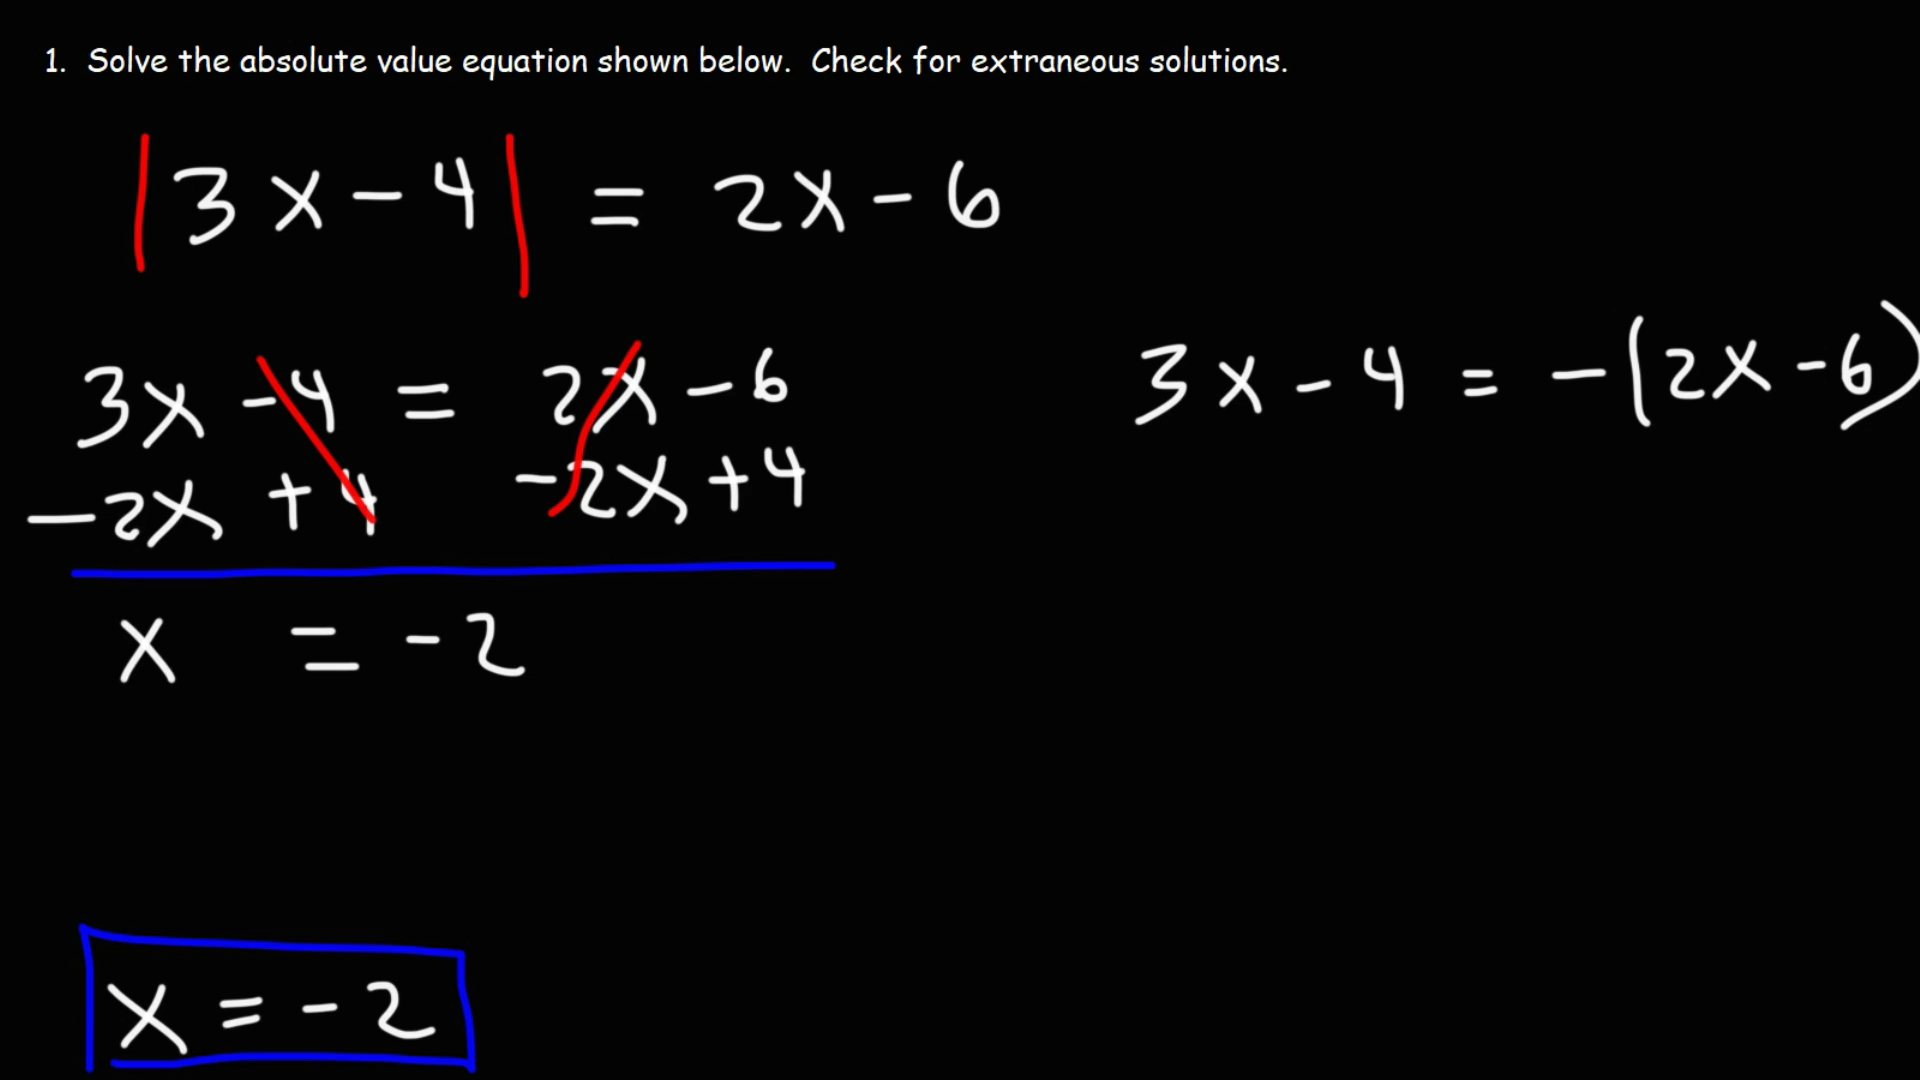 1. Solve the absolute value equation shown below. Check for extraneous solutions.
|3x - 4| = 2x - 6
3x - 4 = 2x - 6
-2x + 4 -2x + 4
x = -2
x = -2
3x - 4 = -(2x - 6)